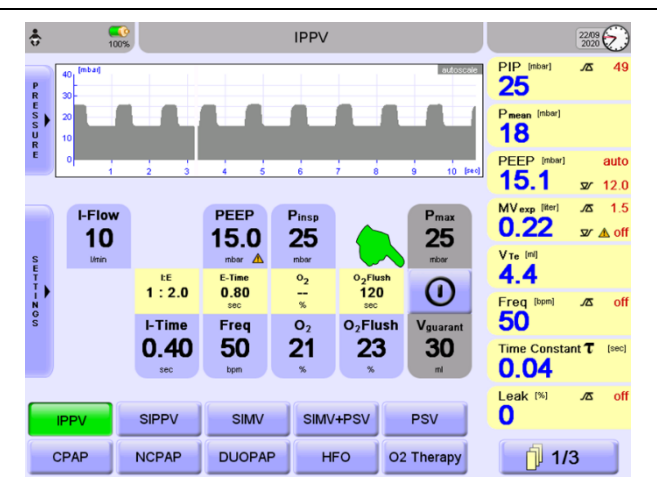 100%
IPPV
22/09
2020
PRESSURE
[mbar]
autoscale
40
30
20
10
0
1 2 3 4 5 6 7 8 9 10 [sec]
PIP [mbar] 49
25
Pmean [mbar]
18
PEEP [mbar] auto
15.1 12.0
MV exp [liter] 1.5
0.22 off
VTe [ml]
4.4
Freq [bpm] off
50
Time Constant τ [sec]
0.04
Leak [%] off
0
SETTINGS
I-Flow PEEP Pinsp Pmax
10 15.0 25 25
l/min mbar mbar mbar
I:E E-Time O2 O2Flush
1 : 2.0 0.80 -- 120
sec % sec
I-Time Freq O2 O2Flush Vguarant
0.40 50 21 23 30
sec bpm % % ml
IPPV SIPPV SIMV SIMV+PSV PSV
CPAP NCPAP DUOPAP HFO O2 Therapy
1/3